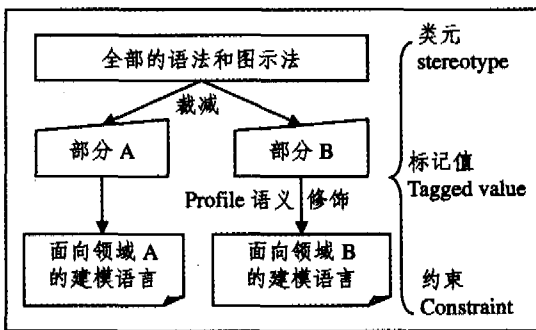 全部的语法和图示法
裁减
部分 A
部分 B
Profile 语义 修饰
面向领域 A
的建模语言
面向领域 B
的建模语言
类元
stereotype
标记值
Tagged value
约束
Constraint